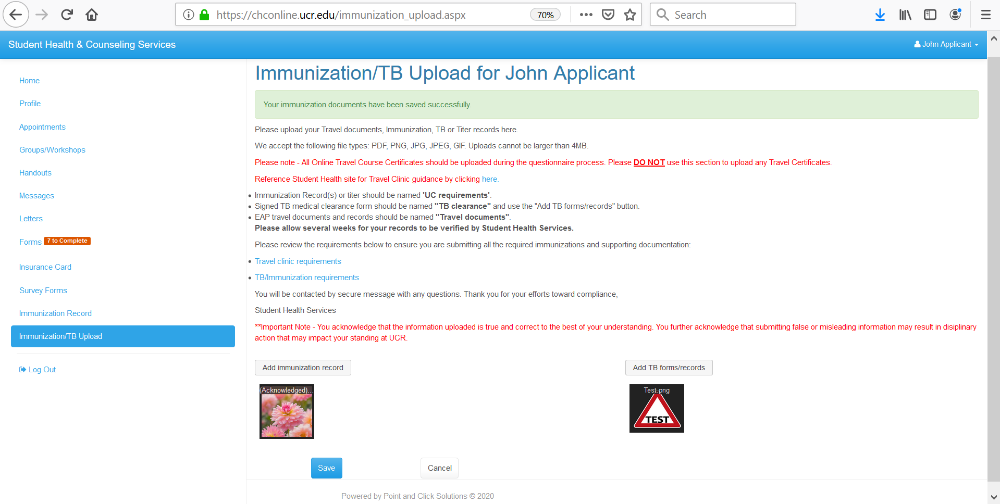 https://chconline.ucr.edu/immunization_upload.aspx
70%
Search
Student Health & Counseling Services
John Applicant
Home
Profile
Appointments
Groups/Workshops
Handouts
Messages
Letters
Forms 7 to Complete
Insurance Card
Survey Forms
Immunization Record
Immunization/TB Upload
Log Out
Immunization/TB Upload for John Applicant
Your immunization documents have been saved successfully.
Please upload your Travel documents, Immunization, TB or Titer records here.
We accept the following file types: PDF, PNG, JPG, JPEG, GIF. Uploads cannot be larger than 4MB.
Please note - All Online Travel Course Certificates should be uploaded during the questionnaire process. Please DO NOT use this section to upload any Travel Certificates.
Reference Student Health site for Travel Clinic guidance by clicking here.
• Immunization Record(s) or titer should be named 'UC requirements'.
• Signed TB medical clearance form should be named "TB clearance" and use the "Add TB forms/records" button.
• EAP travel documents and records should be named "Travel documents".
Please allow several weeks for your records to be verified by Student Health Services.
Please review the requirements below to ensure you are submitting all the required immunizations and supporting documentation:
• Travel clinic requirements
• TB/Immunization requirements
You will be contacted by secure message with any questions. Thank you for your efforts toward compliance,
Student Health Services
**Important Note - You acknowledge that the information uploaded is true and correct to the best of your understanding. You further acknowledge that submitting false or misleading information may result in disiplinary
action that may impact your standing at UCR.
Add immunization record
Add TB forms/records
(Acknowledged)...
Test.png
TEST
Save
Cancel
Powered by Point and Click Solutions © 2020